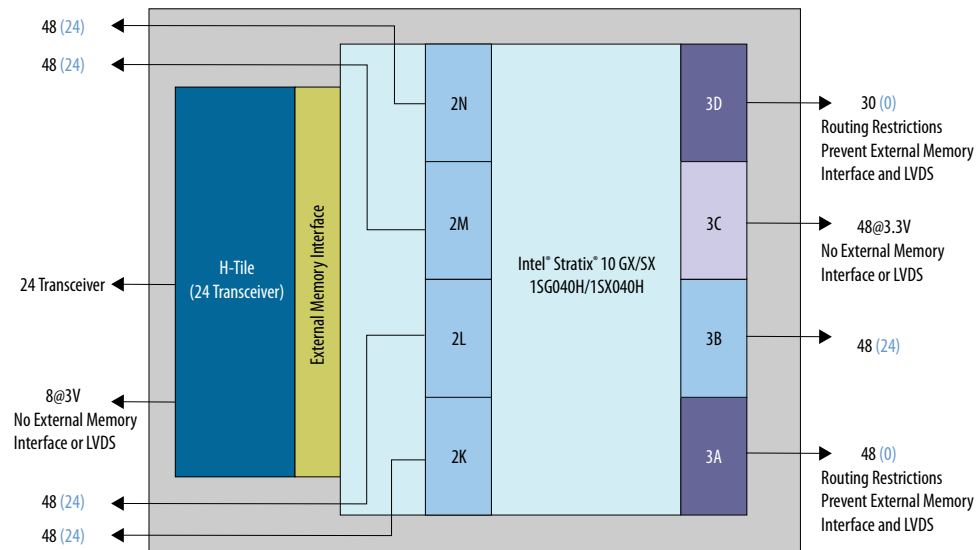 48 (24)
48 (24)
24 Transceiver
8@3V
No External Memory
Interface or LVDS
48 (24)
48 (24)
H-Tile
(24 Transceiver)
External Memory Interface
2N
2M
2L
2K
Intel® Stratix® 10 GX/SX
1SG040H/1SX040H
3D
3C
3B
3A
30 (0)
Routing Restrictions
Prevent External Memory
Interface and LVDS
48@3.3V
No External Memory
Interface or LVDS
48 (24)
48 (0)
Routing Restrictions
Prevent External Memory
Interface and LVDS